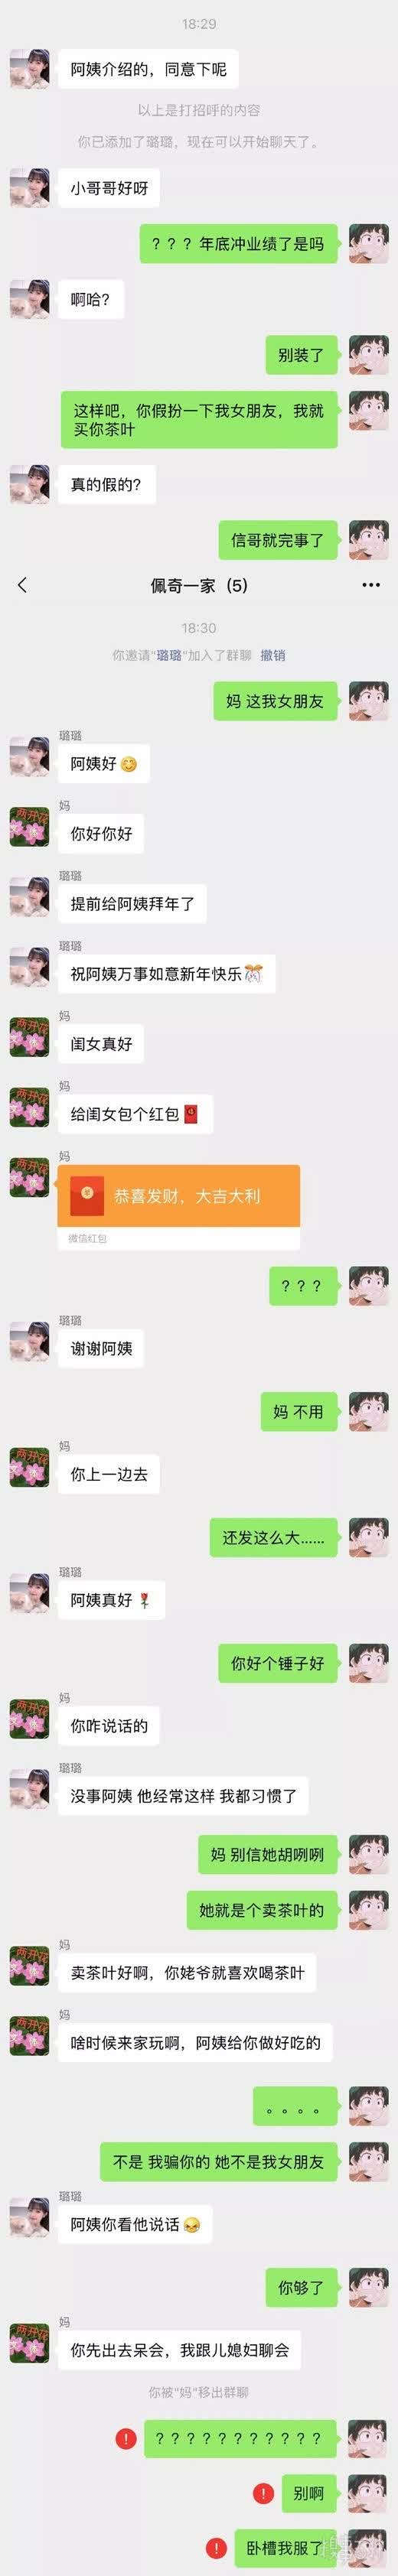 18:29
阿姨介绍的，同意下呢
以上是打招呼的内容
你已添加了璐璐，现在可以开始聊天了。
小哥哥好呀
？？？年底冲业绩了是吗
啊哈？
别装了
这样吧，你假扮一下我女朋友，我就
买你茶叶
真的假的？
信哥就完事了
佩奇一家（5）
18:30
你邀请"璐璐"加入了群聊 撤销
妈 这我女朋友
璐璐
阿姨好
妈
你好你好
璐璐
提前给阿姨拜年了
璐璐
祝阿姨万事如意新年快乐
妈
闺女真好
妈
给闺女包个红包
妈
恭喜发财，大吉大利
微信红包
？？？
璐璐
谢谢阿姨
妈 不用
妈
你上一边去
还发这么大......
璐璐
阿姨真好
你好个锤子好
妈
你咋说话的
璐璐
没事阿姨 他经常这样 我都习惯了
妈 别信她胡咧咧
她就是个卖茶叶的
妈
卖茶叶好啊，你姥爷就喜欢喝茶叶
妈
啥时候来家玩啊，阿姨给你做好吃的
。。。。
不是 我骗你的 她不是我女朋友
璐璐
阿姨你看他说话
你够了
妈
你先出去呆会，我跟儿媳妇聊会
你被"妈"移出群聊
？？？？？？？？？？？
别啊
卧槽我服了